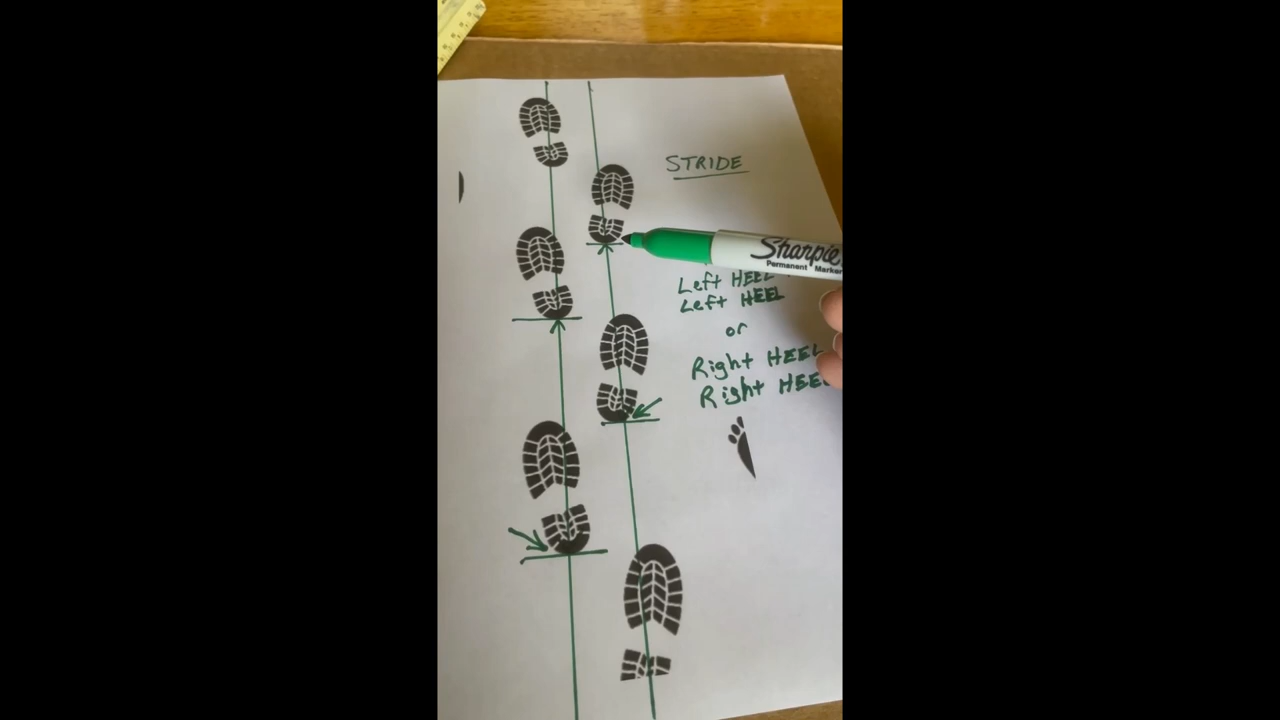 STRIDE
Sharpie
Permanent Marker
Left HEEL
Left HEEL
or
Right HEEL
Right HEEL